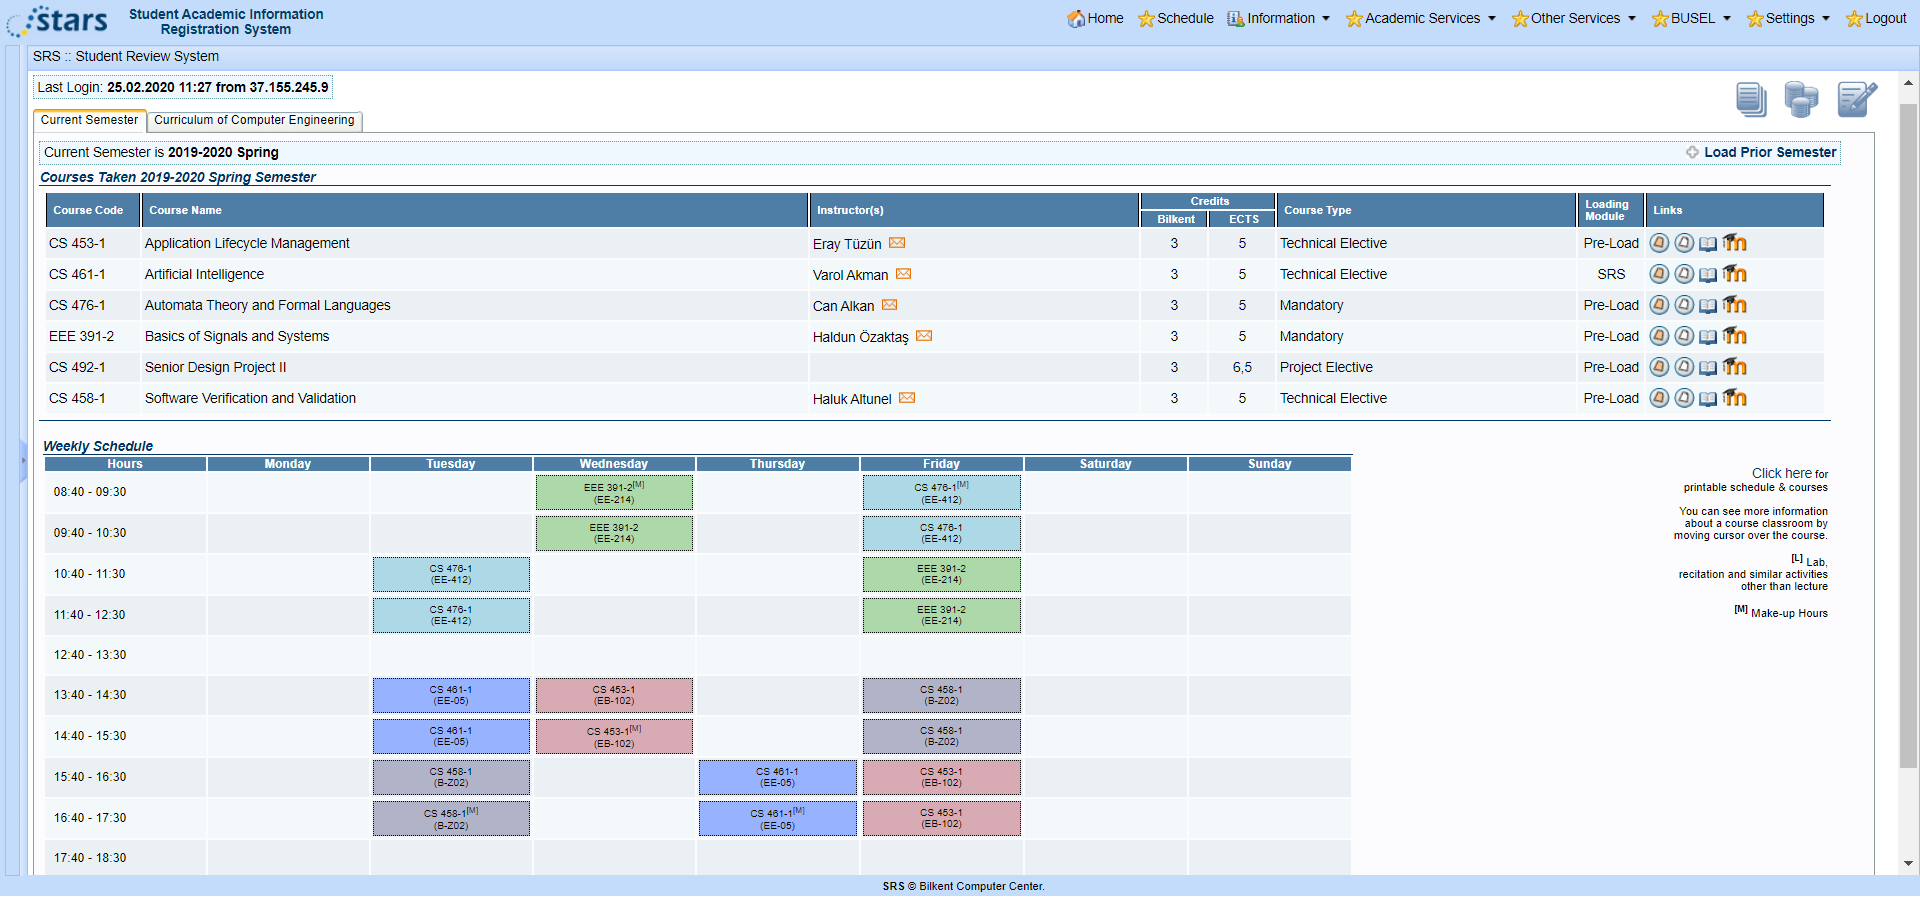 stars
Student Academic Information
Registration System
Home Schedule Information Academic Services Other Services BUSEL Settings Logout
SRS :: Student Review System
Last Login: 25.02.2020 11:27 from 37.155.245.9
Current Semester Curriculum of Computer Engineering
Current Semester is 2019-2020 Spring Load Prior Semester
Courses Taken 2019-2020 Spring Semester
Course Code Course Name Instructor(s) Credits Bilkent ECTS Course Type Loading Module Links
CS 453-1 Application Lifecycle Management Eray Tüzün 3 5 Technical Elective Pre-Load
CS 461-1 Artificial Intelligence Varol Akman 3 5 Technical Elective SRS
CS 476-1 Automata Theory and Formal Languages Can Alkan 3 5 Mandatory Pre-Load
EEE 391-2 Basics of Signals and Systems Haldun Özaktaş 3 5 Mandatory Pre-Load
CS 492-1 Senior Design Project II 3 6,5 Project Elective Pre-Load
CS 458-1 Software Verification and Validation Haluk Altunel 3 5 Technical Elective Pre-Load
Weekly Schedule
Hours Monday Tuesday Wednesday Thursday Friday Saturday Sunday
08:40 - 09:30 EEE 391-2[M] (EE-214) CS 476-1[M] (EE-412)
09:40 - 10:30 EEE 391-2 (EE-214) CS 476-1 (EE-412)
10:40 - 11:30 CS 476-1 (EE-412) EEE 391-2 (EE-214)
11:40 - 12:30 CS 476-1 (EE-412) EEE 391-2 (EE-214)
12:40 - 13:30
13:40 - 14:30 CS 461-1 (EE-05) CS 453-1 (EB-102) CS 458-1 (B-Z02)
14:40 - 15:30 CS 461-1 (EE-05) CS 453-1[M] (EB-102) CS 458-1 (B-Z02)
15:40 - 16:30 CS 458-1 (B-Z02) CS 461-1 (EE-05) CS 453-1 (EB-102)
16:40 - 17:30 CS 458-1[M] (B-Z02) CS 461-1[M] (EE-05) CS 453-1 (EB-102)
17:40 - 18:30
Click here for
printable schedule & courses
You can see more information
about a course classroom by
moving cursor over the course.
[L] Lab,
recitation and similar activities
other than lecture
[M] Make-up Hours
SRS © Bilkent Computer Center.